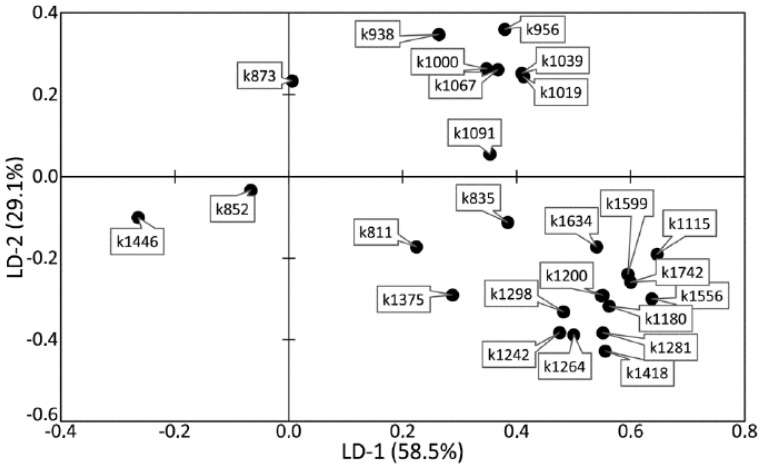 0.4
k938
k956
k1000
k1039
k873
k1067
k1019
0.2
k1091
0.0
k852
k835
k1599
k1446
k811
k1634
k1115
-0.2
k1742
k1200
k1375
k1298
k1556
k1180
-0.4
k1242
k1281
k1264
k1418
-0.6
-0.4
-0.2
0.0
0.2
0.4
0.6
0.8
LD-1 (58.5%)
LD-2 (29.1%)